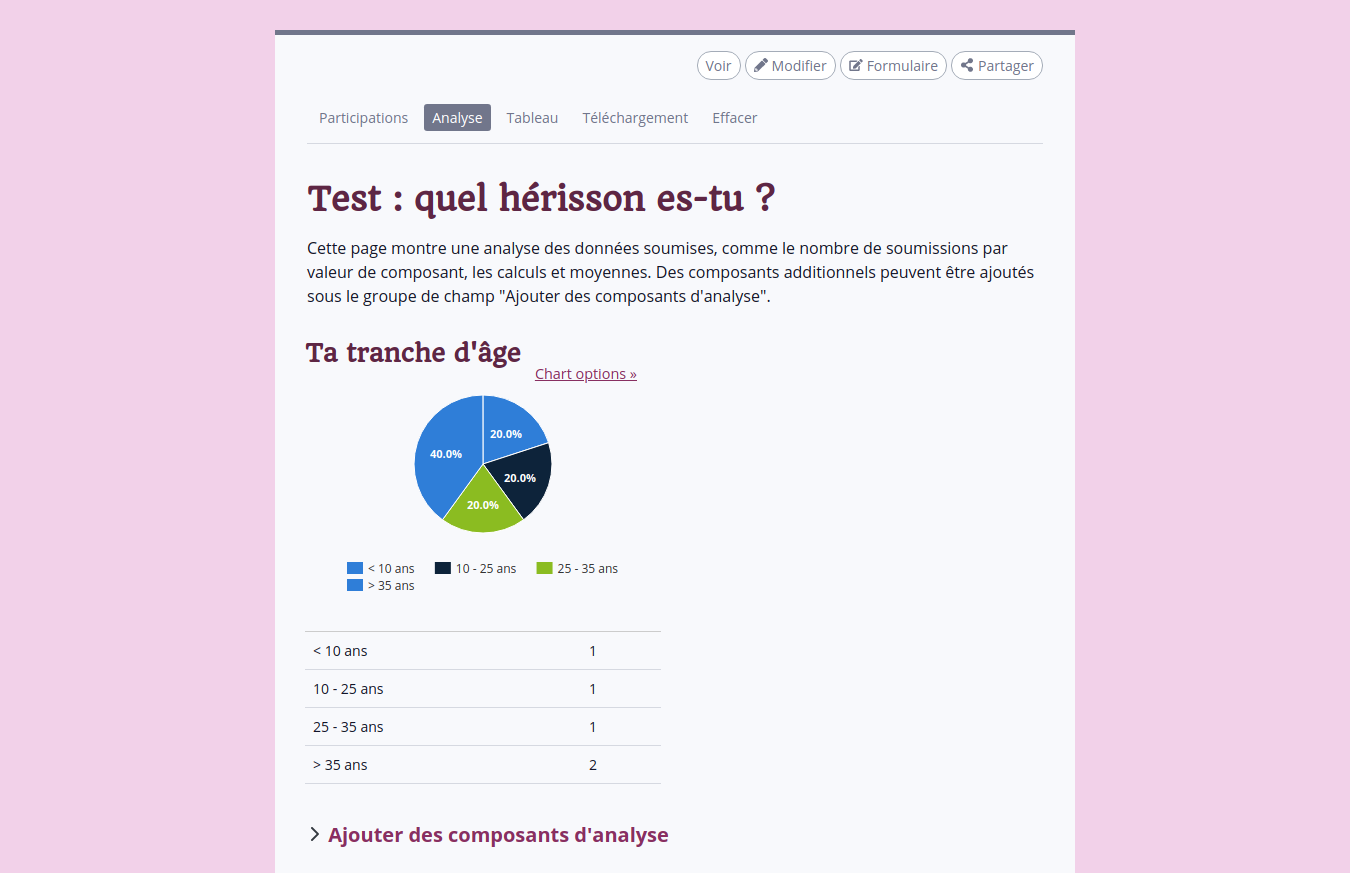 Voir Modifier Formulaire Partager
Participations Analyse Tableau Téléchargement Effacer
Test : quel hérisson es-tu ?
Cette page montre une analyse des données soumises, comme le nombre de soumissions par
valeur de composant, les calculs et moyennes. Des composants additionnels peuvent être ajoutés
sous le groupe de champ "Ajouter des composants d'analyse".
Ta tranche d'âge
Chart options »
20.0%
40.0%
20.0%
20.0%
< 10 ans 10 - 25 ans 25 - 35 ans
> 35 ans
< 10 ans 1
10 - 25 ans 1
25 - 35 ans 1
> 35 ans 2
Ajouter des composants d'analyse